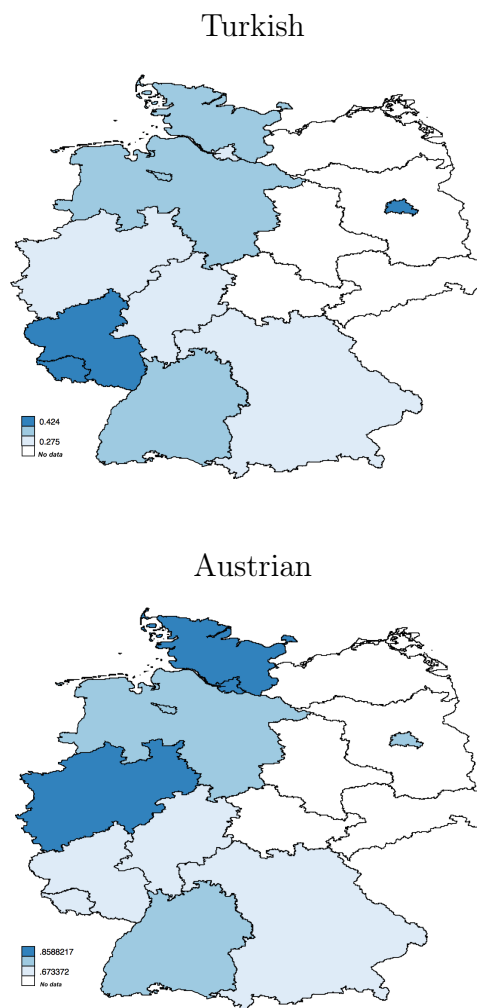 Turkish
0.424
0.275
No data
Austrian
.8588217
.673372
No data